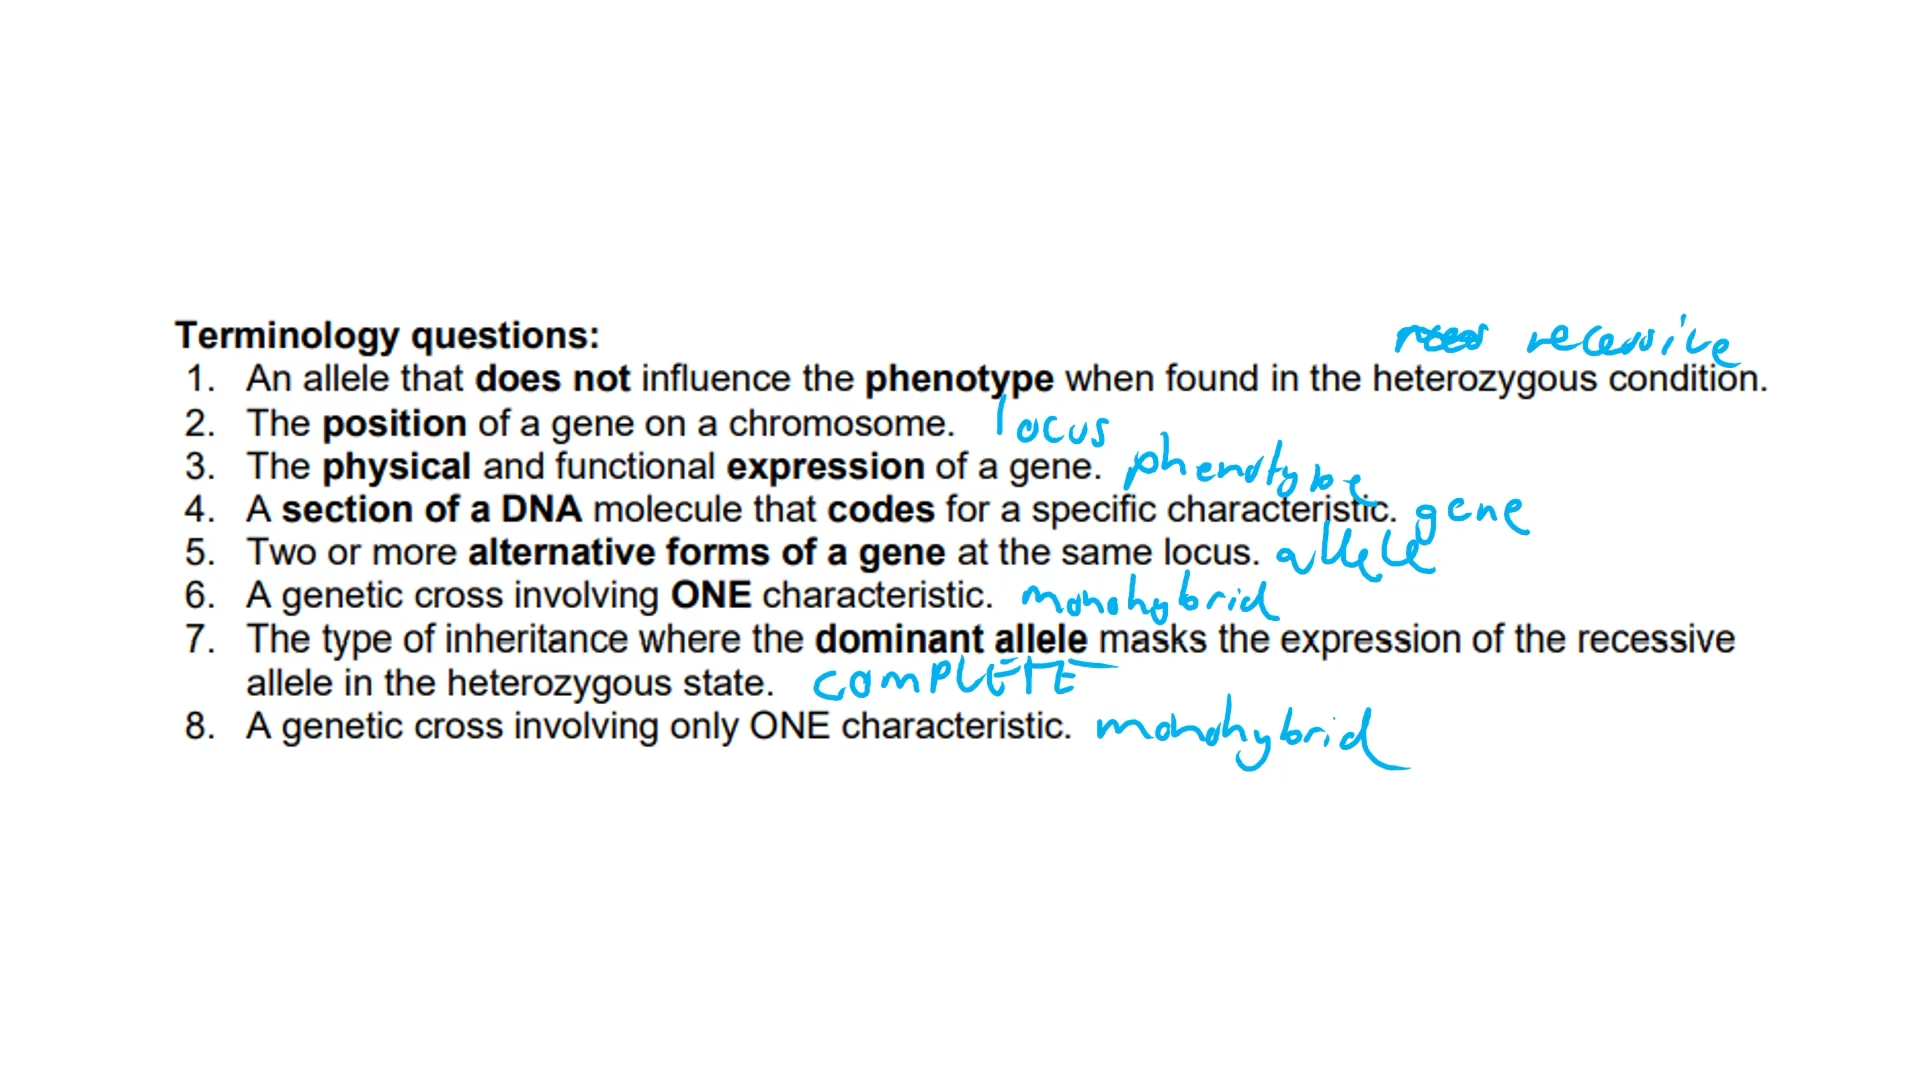 Terminology questions:
recessive
1. An allele that does not influence the phenotype when found in the heterozygous condition.
2. The position of a gene on a chromosome. locus
3. The physical and functional expression of a gene. phenotype
4. A section of a DNA molecule that codes for a specific characteristic. gene
5. Two or more alternative forms of a gene at the same locus. allele
6. A genetic cross involving ONE characteristic. monohybrid
7. The type of inheritance where the dominant allele masks the expression of the recessive
allele in the heterozygous state. COMPLETE
8. A genetic cross involving only ONE characteristic. monohybrid